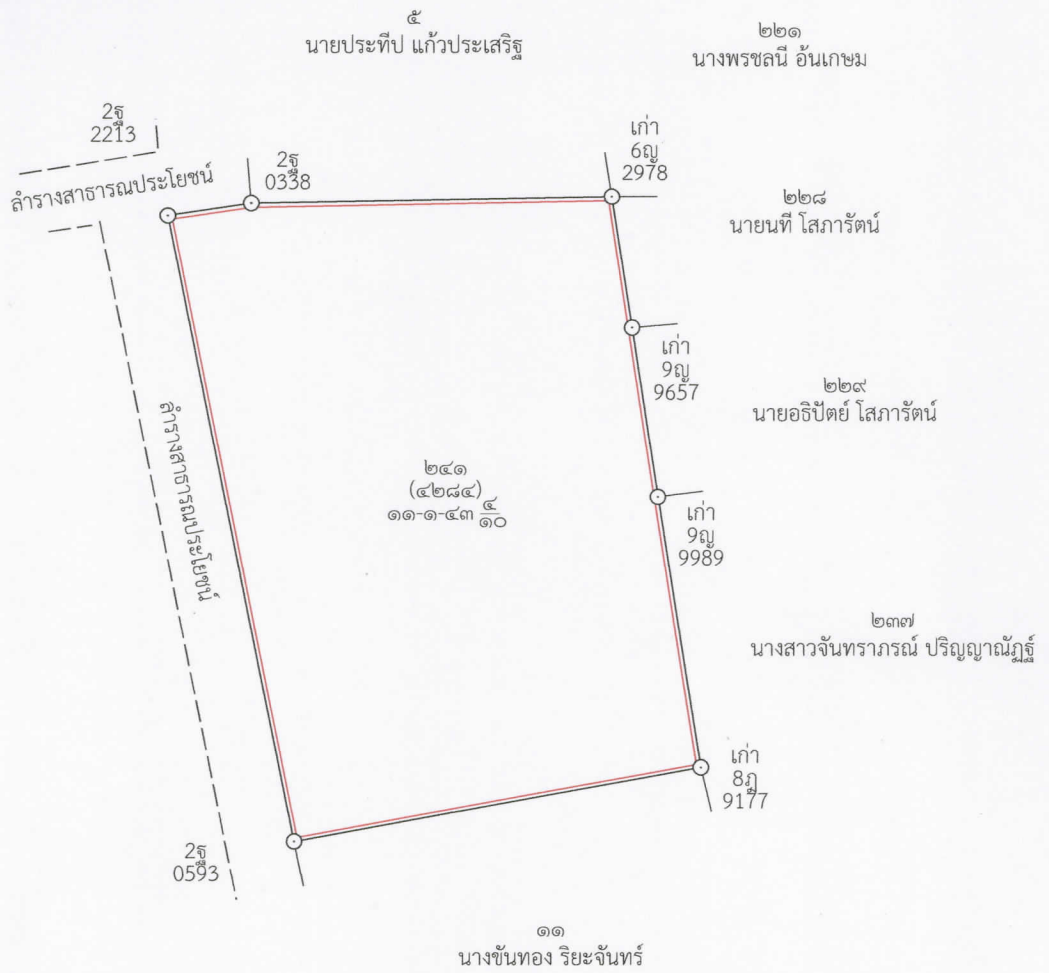 ๕
นายประทีป แก้วประเสริฐ
๒๒๑
นางพรชลนี อ้นเกษม
2ฐ
2213
ลำรางสาธารณประโยชน์
2ฐ
0338
เก่า
6ญ
2978
๒๒๘
นายนที โสภารัตน์
เก่า
9ญ
9657
๒๒๙
นายอธิปัตย์ โสภารัตน์
ลำรางสาธารณประโยชน์
๒๔๑
(๔๒๘๔)
๑๑-๑-๔๓ ๔/๑๐
เก่า
9ญ
9989
๒๓๗
นางสาวจันทราภรณ์ ปริญญาณัฏฐ์
เก่า
8ฎ
9177
2ฐ
0593
๑๑
นางขันทอง ริยะจันทร์